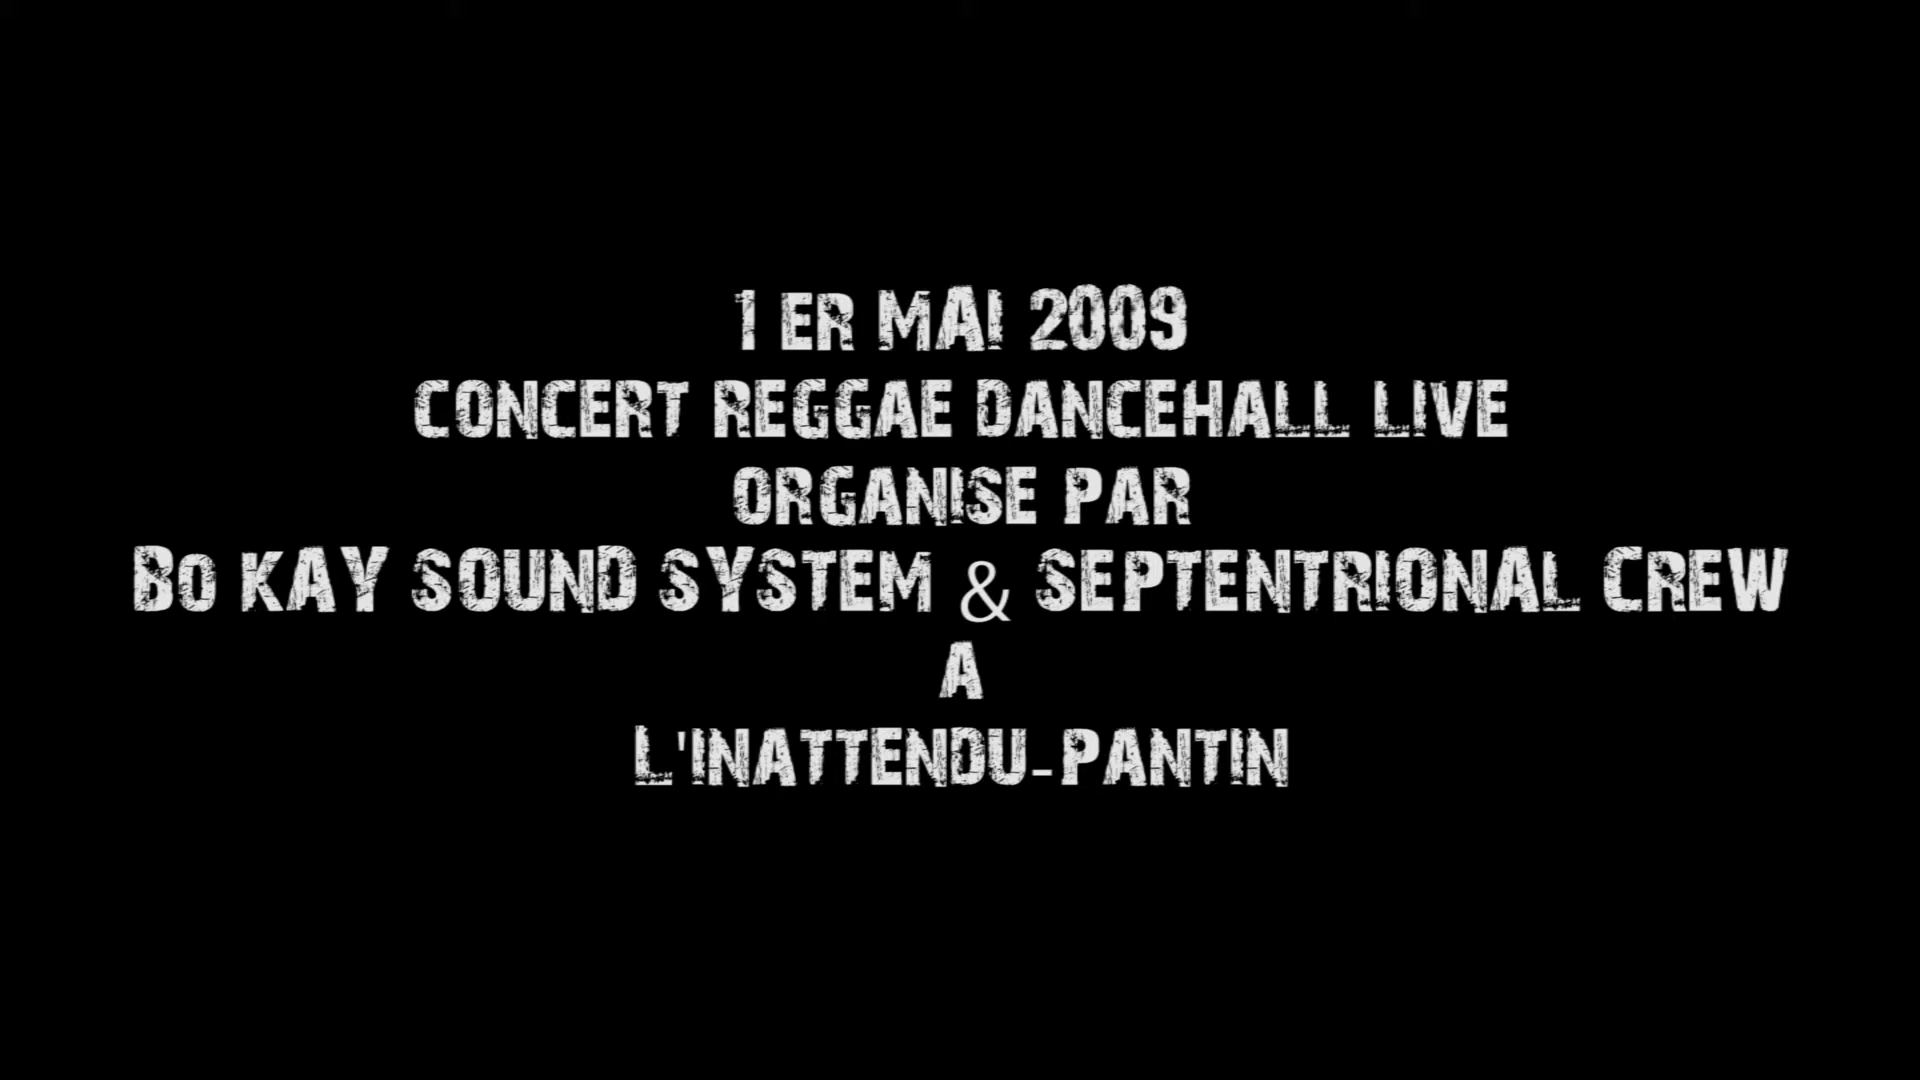 1 ER MAI 2009
CONCERT REGGAE DANCEHALL LIVE
ORGANISE PAR
BO KAY SOUND SYSTEM & SEPTENTRIONAL CREW
A
L'INATTENDU-PANTIN